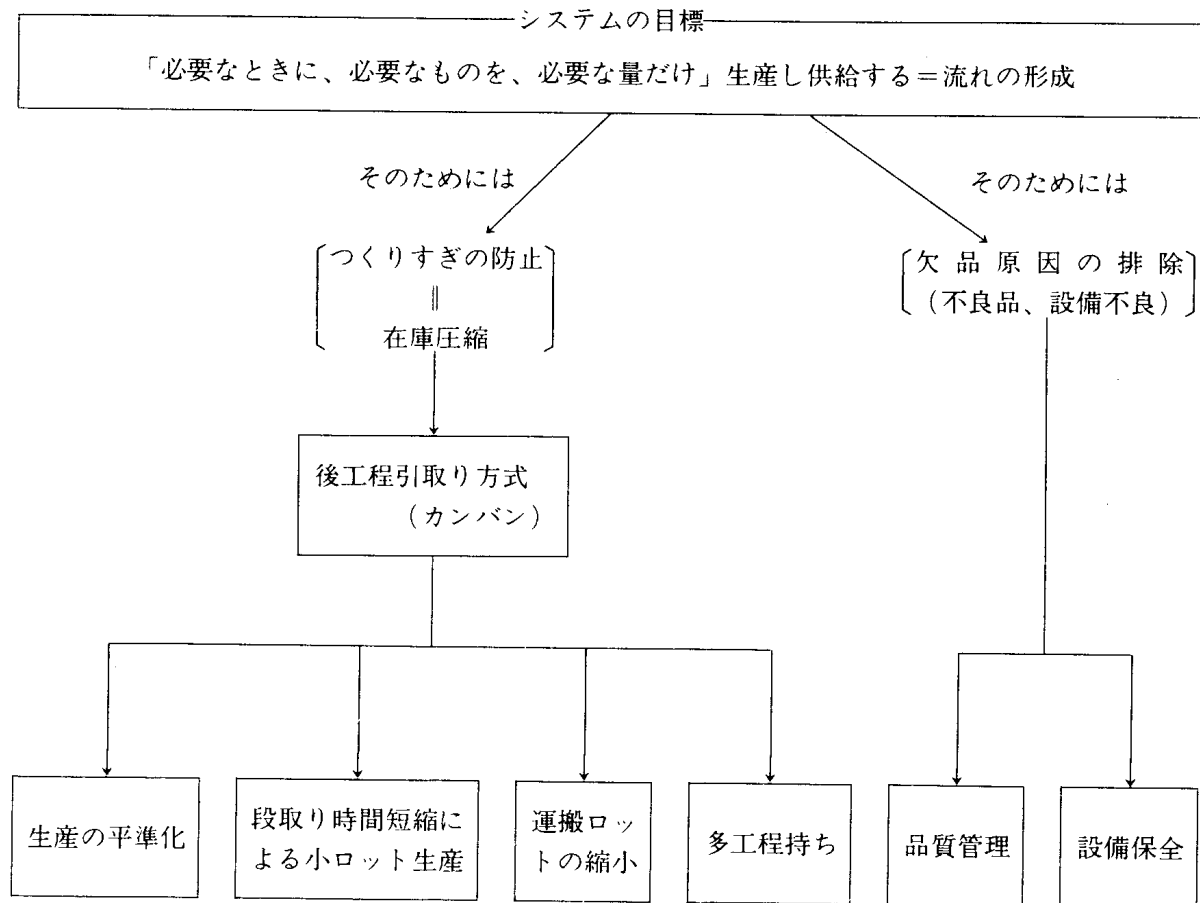 システムの目標
「必要なときに、必要なものを、必要な量だけ」生産し供給する＝流れの形成
そのためには
そのためには
つくりすぎの防止
‖
在庫圧縮
欠品原因の排除
（不良品、設備不良）
後工程引取り方式
（カンバン）
生産の平準化
段取り時間短縮に
よる小ロット生産
運搬ロッ
トの縮小
多工程持ち
品質管理
設備保全